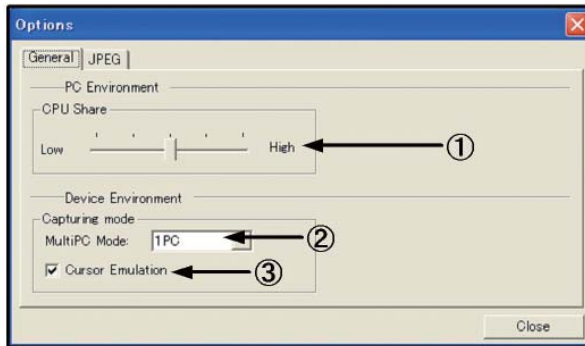 Options
General JPEG
PC Environment
CPU Share
Low High ①
Device Environment
Capturing mode
MultiPC Mode: 1PC ②
Cursor Emulation ③
Close